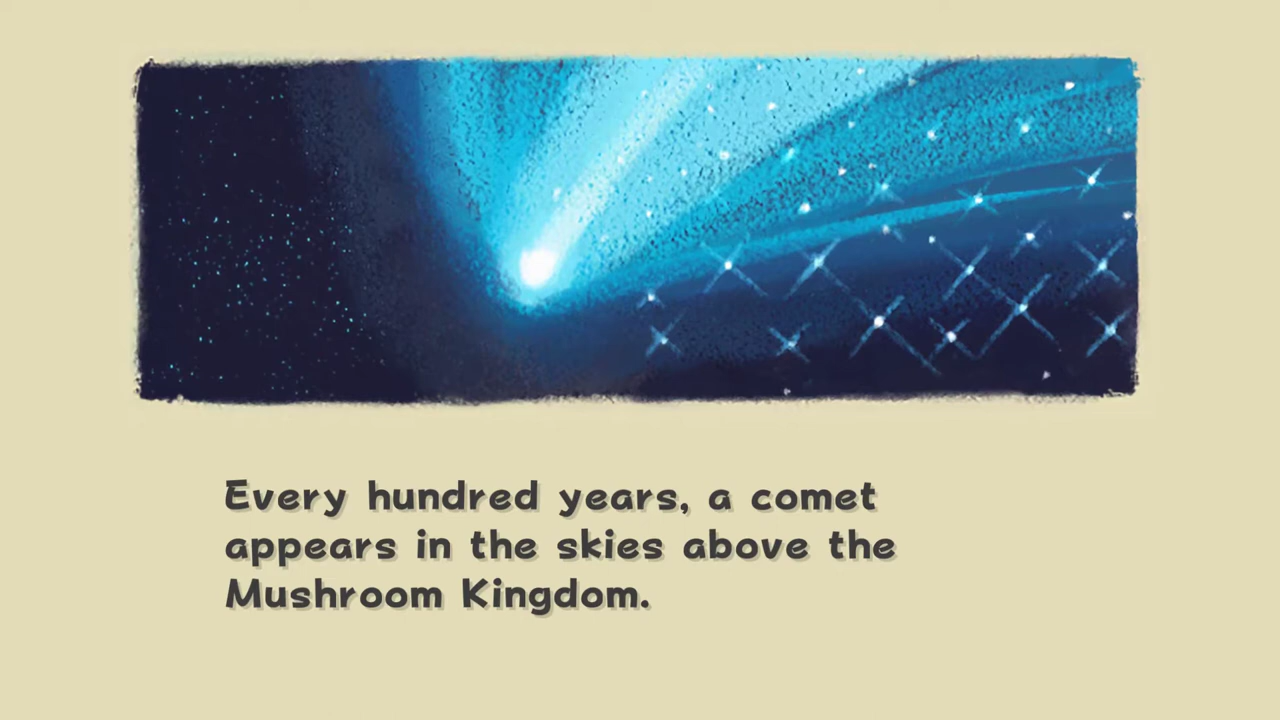 Every hundred years, a comet
appears in the skies above the
Mushroom Kingdom.